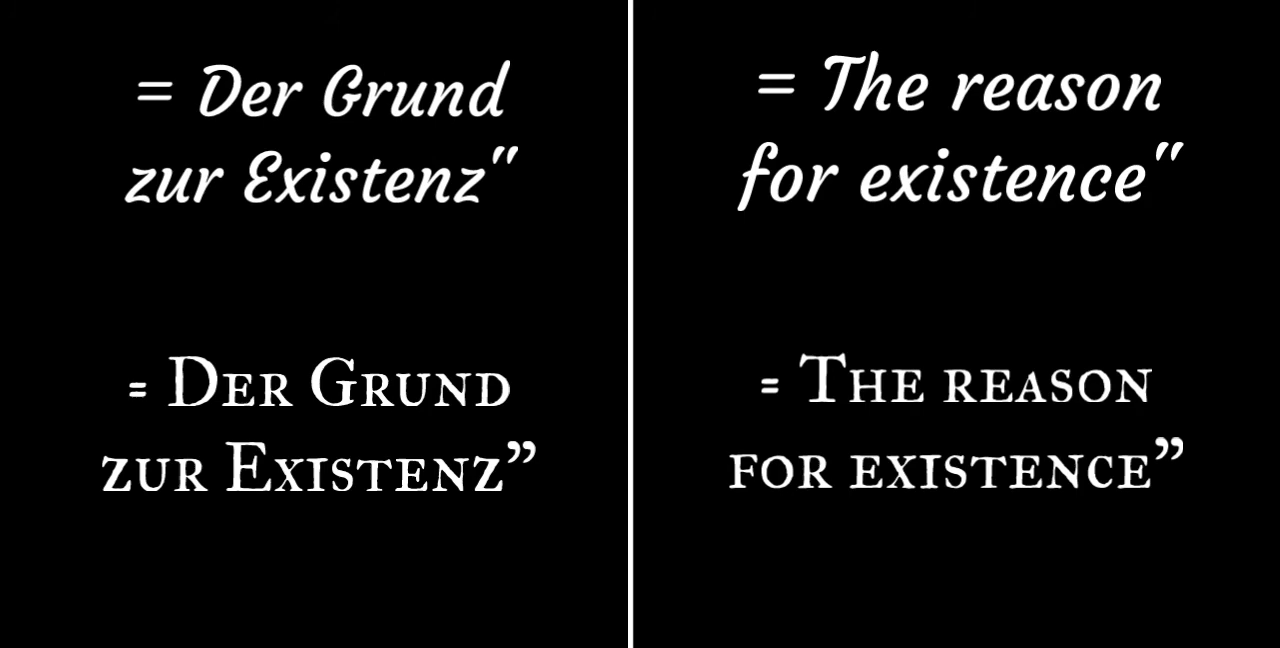 = Der Grund
zur Existenz"
= Der Grund
zur Existenz”
= The reason
for existence"
= The reason
for existence”